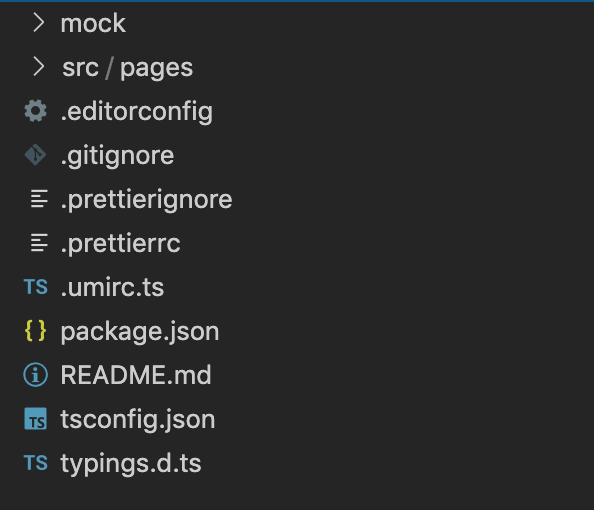 mock
src / pages
.editorconfig
.gitignore
.prettierignore
.prettierrc
TS .umirc.ts
{} package.json
README.md
TS tsconfig.json
TS typings.d.ts